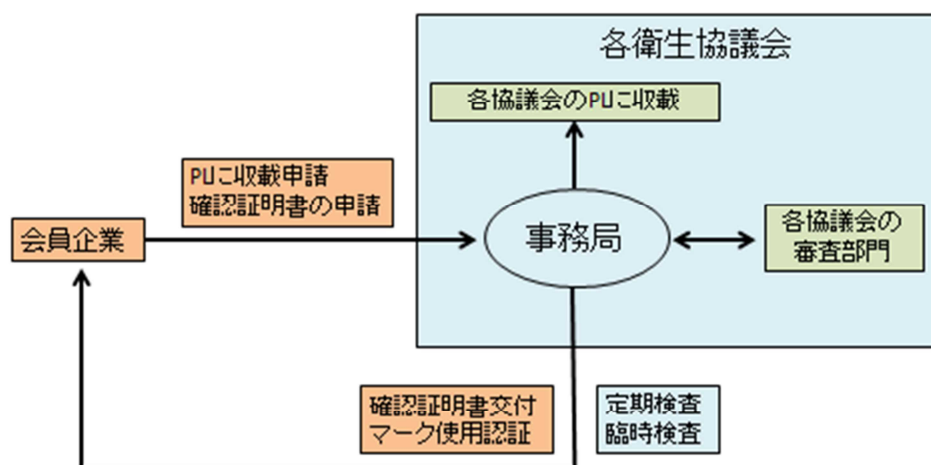 各衛生協議会
各協議会のPLに収載
PLに収載申請
確認証明書の申請
会員企業
事務局
各協議会の
審査部門
確認証明書交付
マーク使用認証
定期検査
臨時検査